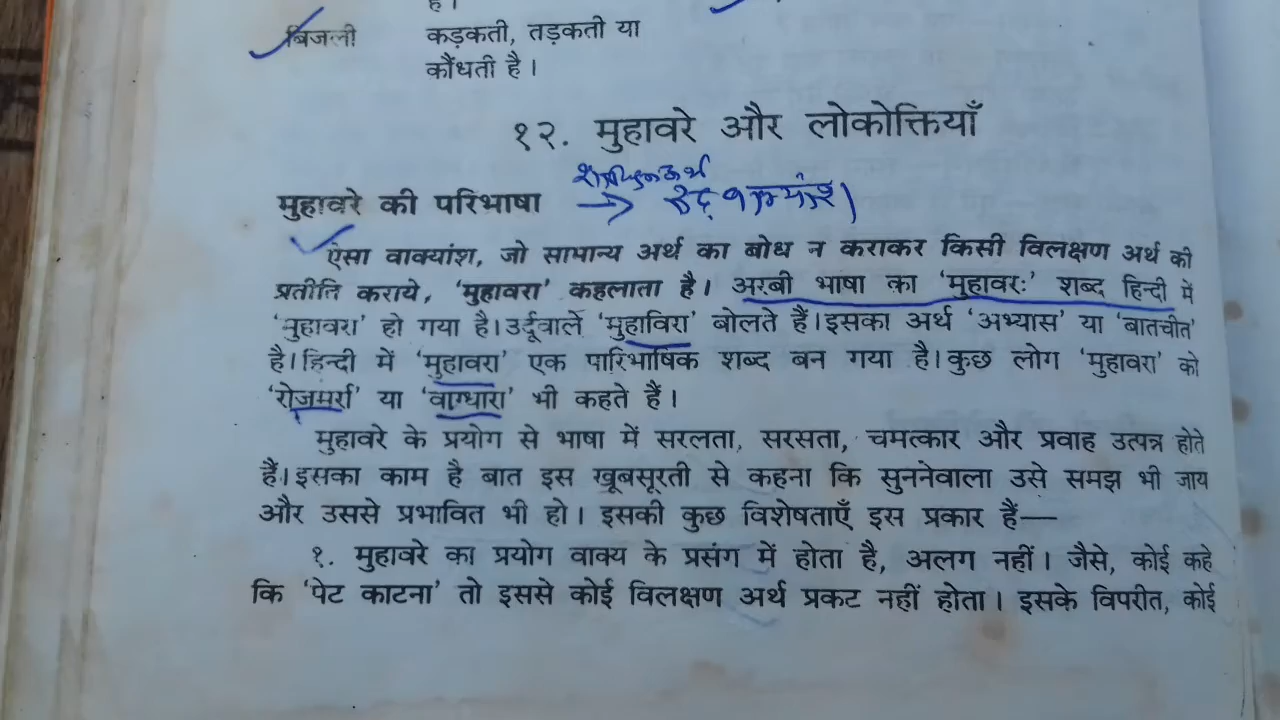 है।
बिजली कड़कती, तड़कती या
कौंधती है।
१२. मुहावरे और लोकोक्तियाँ
मुहावरे की परिभाषा →
ऐसा वाक्यांश, जो सामान्य अर्थ का बोध न कराकर किसी विलक्षण अर्थ की
प्रतीति कराये, 'मुहावरा' कहलाता है। अरबी भाषा का 'मुहावरः' शब्द हिन्दी में
'मुहावरा' हो गया है। उर्दूवाले 'मुहाविरा' बोलते हैं। इसका अर्थ 'अभ्यास' या 'बातचीत'
है। हिन्दी में 'मुहावरा' एक पारिभाषिक शब्द बन गया है। कुछ लोग 'मुहावरा' को
'रोजमर्रा' या 'वाग्धारा' भी कहते हैं।
मुहावरे के प्रयोग से भाषा में सरलता, सरसता, चमत्कार और प्रवाह उत्पन्न होते
हैं। इसका काम है बात इस खूबसूरती से कहना कि सुननेवाला उसे समझ भी जाय
और उससे प्रभावित भी हो। इसकी कुछ विशेषताएँ इस प्रकार हैं—
१. मुहावरे का प्रयोग वाक्य के प्रसंग में होता है, अलग नहीं। जैसे, कोई कहे
कि 'पेट काटना' तो इससे कोई विलक्षण अर्थ प्रकट नहीं होता। इसके विपरीत, कोई